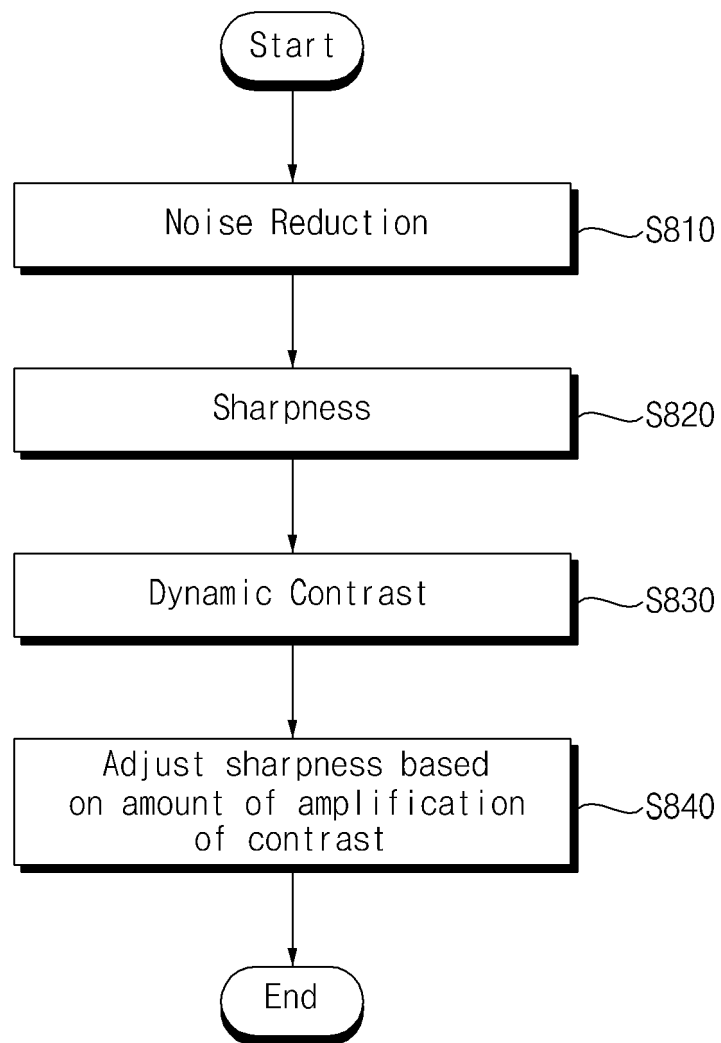 Start
Noise Reduction
S810
Sharpness
S820
Dynamic Contrast
S830
Adjust sharpness based
on amount of amplification
of contrast
S840
End